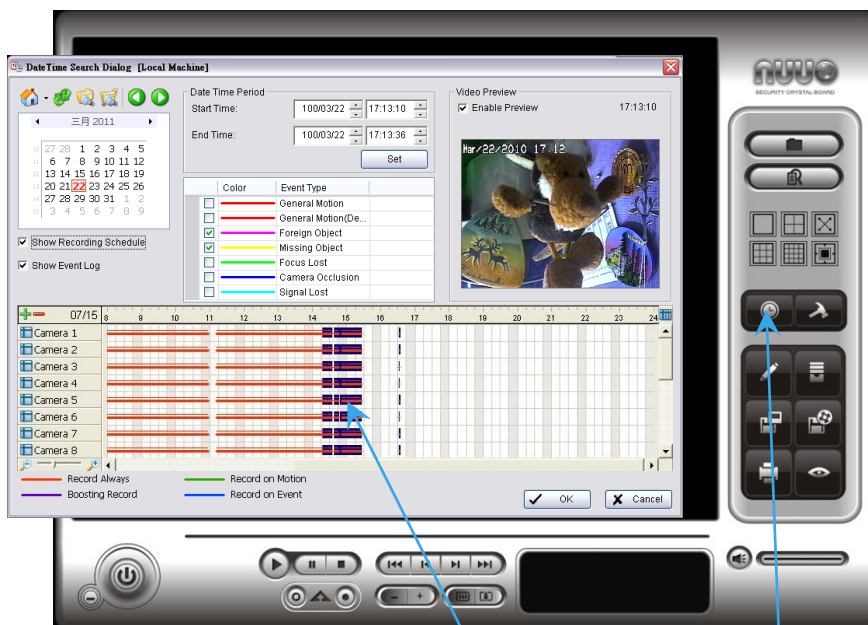 DateTime Search Dialog [Local Machine]
nuuo
SECURITY CRYSTAL BOARD
三月 2011
10 27 28 1 2 3 4 5
11 6 7 8 9 10 11 12
12 13 14 15 16 17 18 19
13 20 21 22 23 24 25 26
14 27 28 29 30 31 1 2
15 3 4 5 6 7 8 9
Show Recording Schedule
Show Event Log
Date Time Period
Start Time: 100/03/22 17:13:10
End Time: 100/03/22 17:13:36
Set
Color Event Type
General Motion
General Motion(De...
Foreign Object
Missing Object
Focus Lost
Camera Occlusion
Signal Lost
Video Preview
Enable Preview 17:13:10
Mar/22/2010 17:12
07/15 8 9 10 11 12 13 14 15 16 17 18 19 20 21 22 23 24
Camera 1
Camera 2
Camera 3
Camera 4
Camera 5
Camera 6
Camera 7
Camera 8
Record Always Record on Motion
Boosting Record Record on Event
OK Cancel